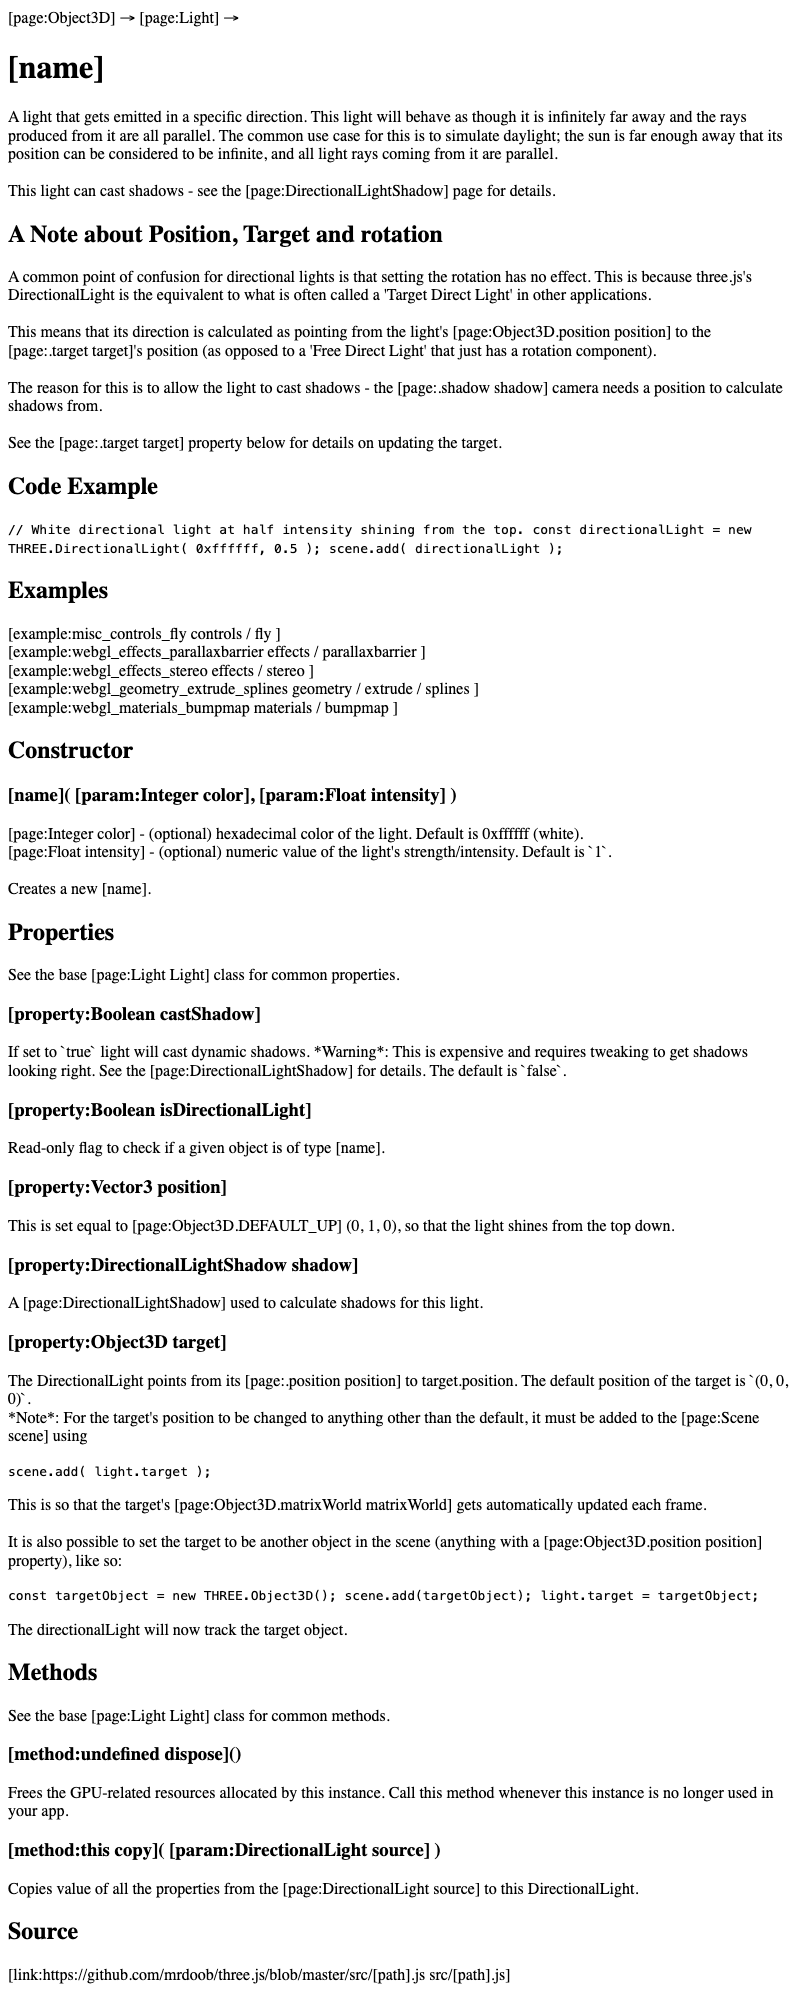 [page:Object3D] → [page:Light] →
[name]
A light that gets emitted in a specific direction. This light will behave as though it is infinitely far away and the rays
produced from it are all parallel. The common use case for this is to simulate daylight; the sun is far enough away that its
position can be considered to be infinite, and all light rays coming from it are parallel.
This light can cast shadows - see the [page:DirectionalLightShadow] page for details.
A Note about Position, Target and rotation
A common point of confusion for directional lights is that setting the rotation has no effect. This is because three.js's
DirectionalLight is the equivalent to what is often called a 'Target Direct Light' in other applications.
This means that its direction is calculated as pointing from the light's [page:Object3D.position position] to the
[page:.target target]'s position (as opposed to a 'Free Direct Light' that just has a rotation component).
The reason for this is to allow the light to cast shadows - the [page:.shadow shadow] camera needs a position to calculate
shadows from.
See the [page:.target target] property below for details on updating the target.
Code Example
// White directional light at half intensity shining from the top. const directionalLight = new
THREE.DirectionalLight( 0xffffff, 0.5 ); scene.add( directionalLight );
Examples
[example:misc_controls_fly controls / fly ]
[example:webgl_effects_parallaxbarrier effects / parallaxbarrier ]
[example:webgl_effects_stereo effects / stereo ]
[example:webgl_geometry_extrude_splines geometry / extrude / splines ]
[example:webgl_materials_bumpmap materials / bumpmap ]
Constructor
[name]( [param:Integer color], [param:Float intensity] )
[page:Integer color] - (optional) hexadecimal color of the light. Default is 0xffffff (white).
[page:Float intensity] - (optional) numeric value of the light's strength/intensity. Default is `1`.
Creates a new [name].
Properties
See the base [page:Light Light] class for common properties.
[property:Boolean castShadow]
If set to `true` light will cast dynamic shadows. *Warning*: This is expensive and requires tweaking to get shadows
looking right. See the [page:DirectionalLightShadow] for details. The default is `false`.
[property:Boolean isDirectionalLight]
Read-only flag to check if a given object is of type [name].
[property:Vector3 position]
This is set equal to [page:Object3D.DEFAULT_UP] (0, 1, 0), so that the light shines from the top down.
[property:DirectionalLightShadow shadow]
A [page:DirectionalLightShadow] used to calculate shadows for this light.
[property:Object3D target]
The DirectionalLight points from its [page:.position position] to target.position. The default position of the target is `(0, 0,
0)`.
*Note*: For the target's position to be changed to anything other than the default, it must be added to the [page:Scene
scene] using
scene.add( light.target );
This is so that the target's [page:Object3D.matrixWorld matrixWorld] gets automatically updated each frame.
It is also possible to set the target to be another object in the scene (anything with a [page:Object3D.position position]
property), like so:
const targetObject = new THREE.Object3D(); scene.add(targetObject); light.target = targetObject;
The directionalLight will now track the target object.
Methods
See the base [page:Light Light] class for common methods.
[method:undefined dispose]()
Frees the GPU-related resources allocated by this instance. Call this method whenever this instance is no longer used in
your app.
[method:this copy]( [param:DirectionalLight source] )
Copies value of all the properties from the [page:DirectionalLight source] to this DirectionalLight.
Source
[link:https://github.com/mrdoob/three.js/blob/master/src/[path].js src/[path].js]